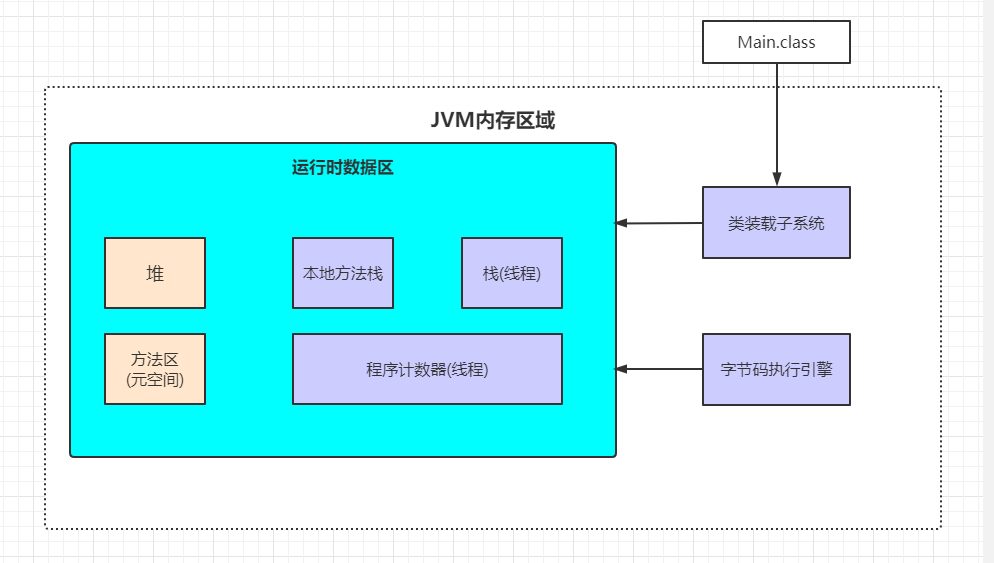 Main.class
JVM内存区域
运行时数据区
类装载子系统
堆
本地方法栈
栈(线程)
方法区
(元空间)
程序计数器(线程)
字节码执行引擎